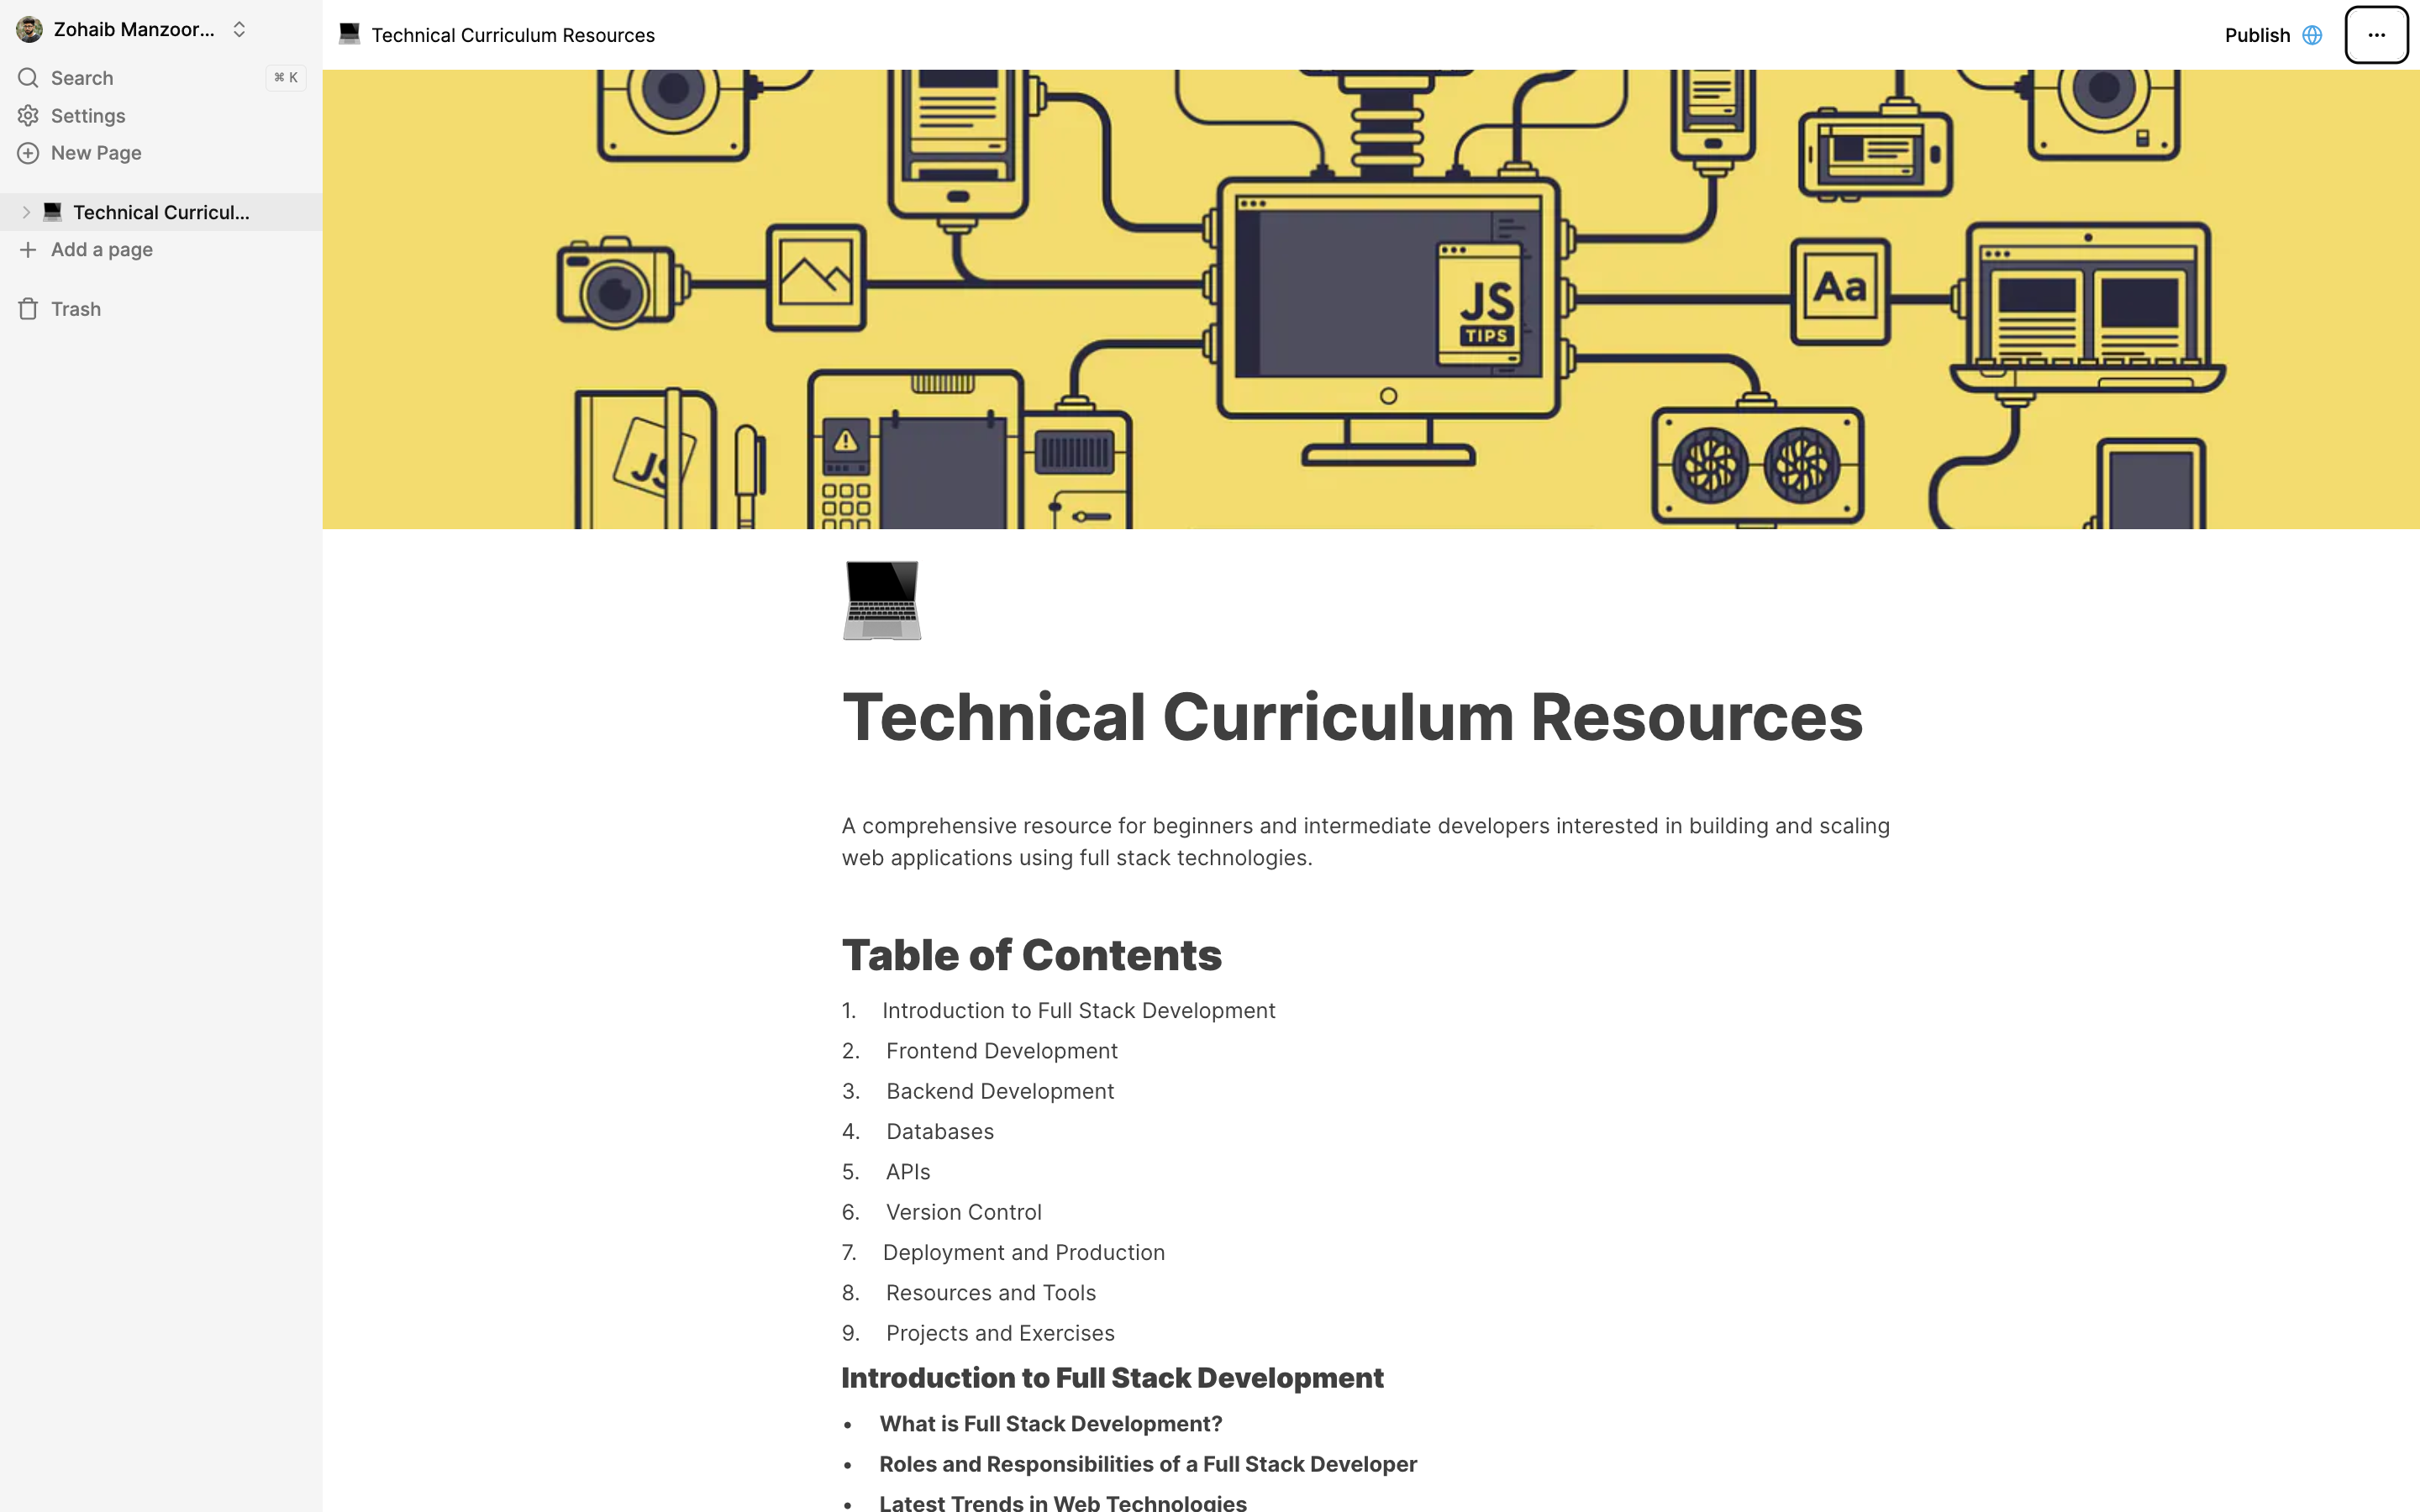 Zohaib Manzoor...
Search
⌘ K
Settings
New Page
Technical Curricul...
Add a page
Trash
Technical Curriculum Resources
Publish
JS
TIPS
Aa
JS
Technical Curriculum Resources
A comprehensive resource for beginners and intermediate developers interested in building and scaling
web applications using full stack technologies.
Table of Contents
1. Introduction to Full Stack Development
2. Frontend Development
3. Backend Development
4. Databases
5. APIs
6. Version Control
7. Deployment and Production
8. Resources and Tools
9. Projects and Exercises
Introduction to Full Stack Development
• What is Full Stack Development?
• Roles and Responsibilities of a Full Stack Developer
• Latest Trends in Web Technologies